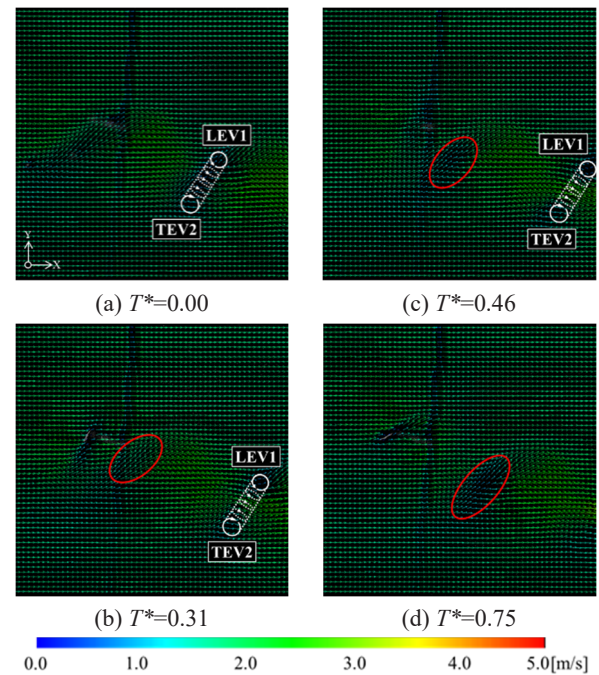 LEV1
TEV2
Y
X
(a) T*=0.00
LEV1
TEV2
(c) T*=0.46
LEV1
TEV2
(b) T*=0.31
(d) T*=0.75
0.0 1.0 2.0 3.0 4.0 5.0[m/s]